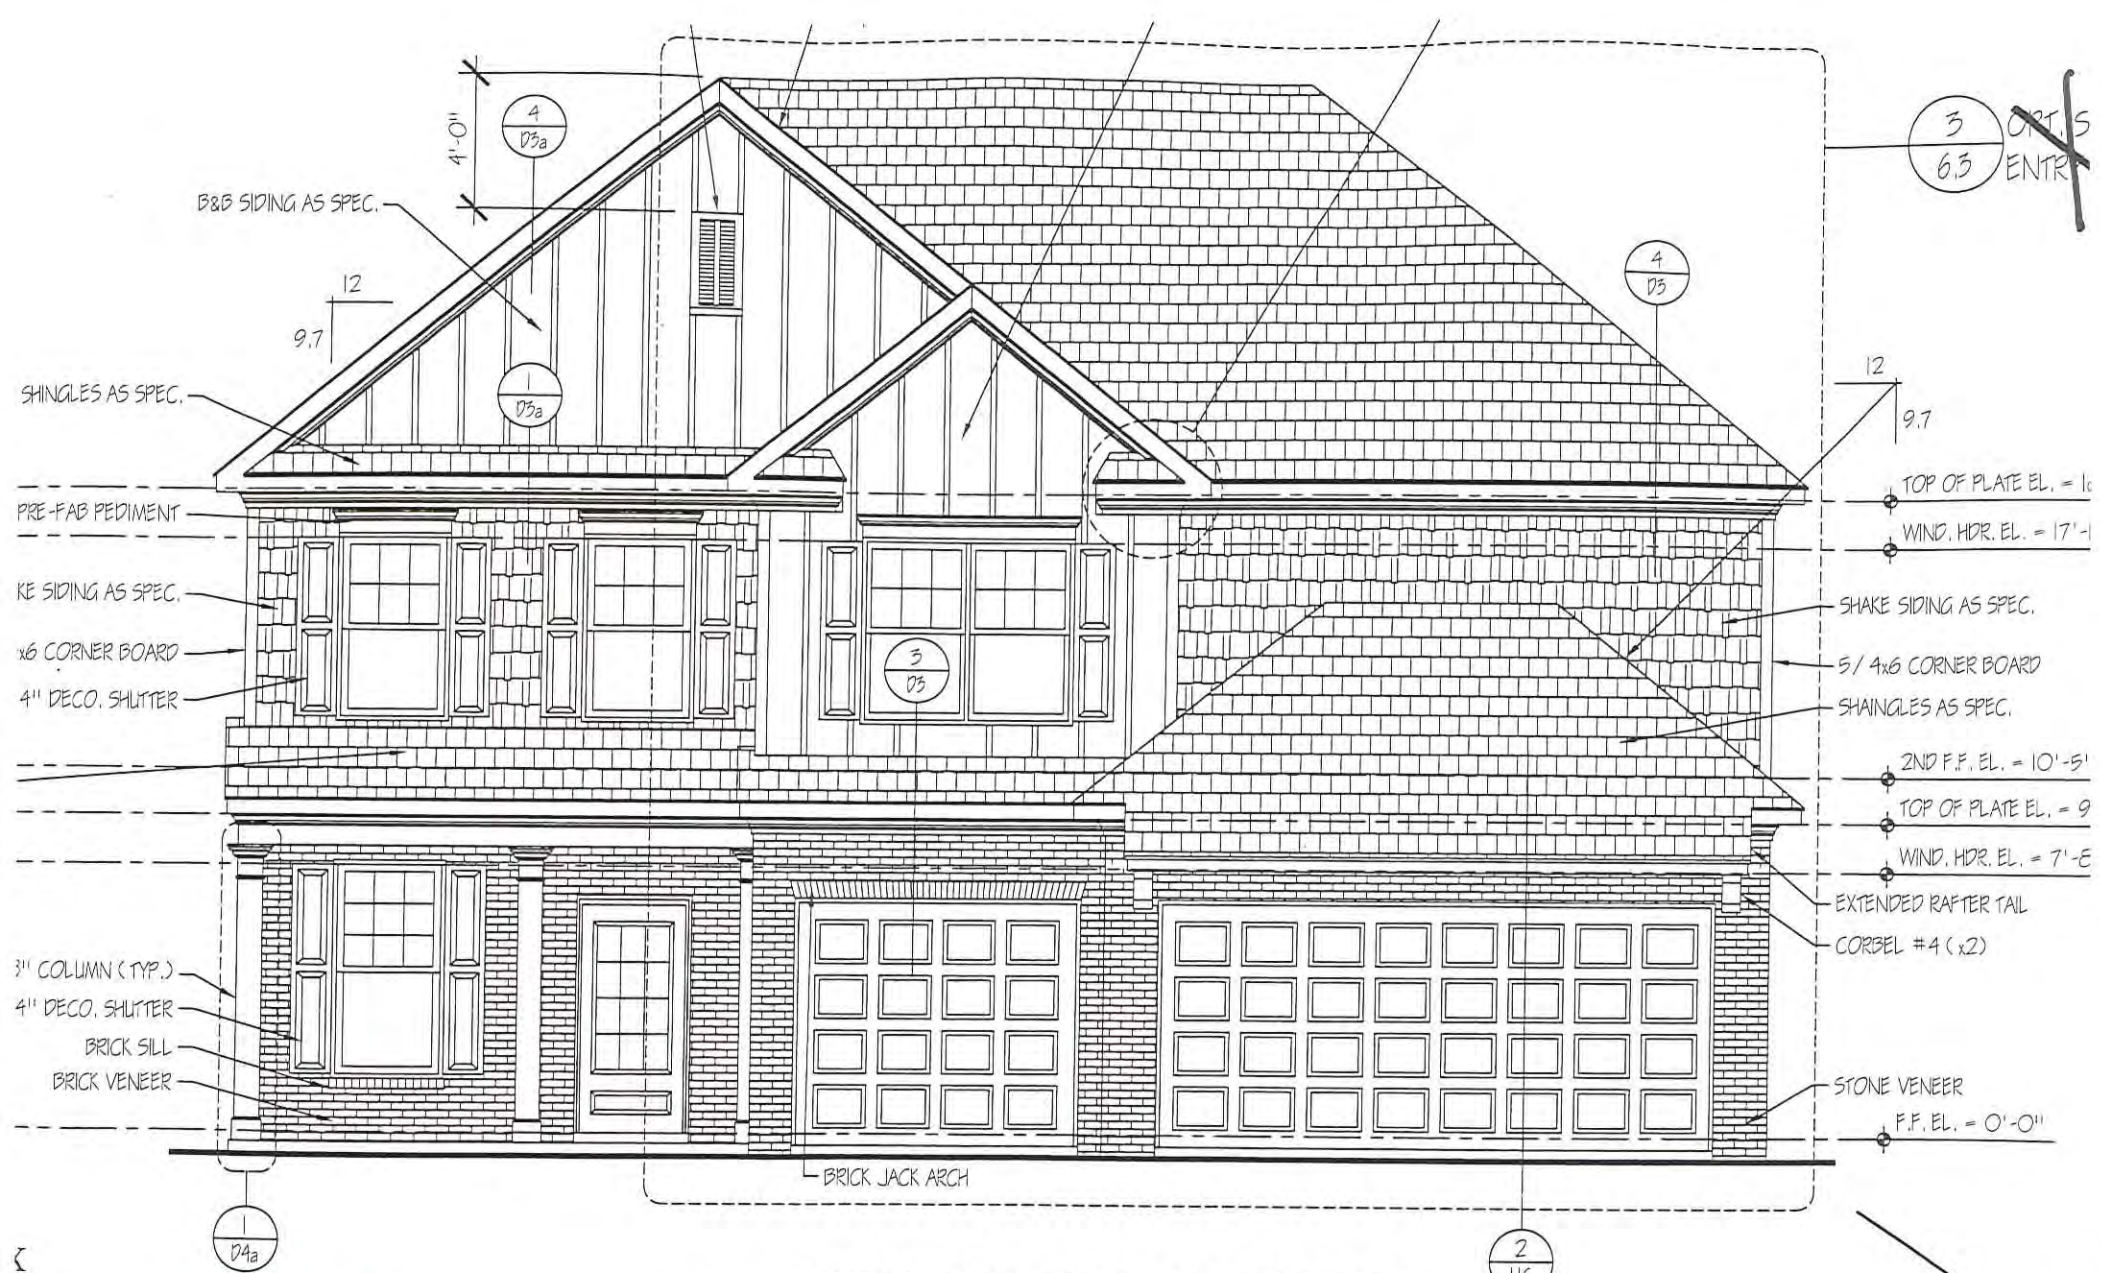 4'-0"
4
D3a
3
6.3
OPT. S
ENTR
B&B SIDING AS SPEC.
12
9.7
4
D3
1
D3a
SHINGLES AS SPEC.
12
9.7
TOP OF PLATE EL. =
PRE-FAB PEDIMENT
WIND. HDR. EL. = 17'-1
KE SIDING AS SPEC.
SHAKE SIDING AS SPEC.
x6 CORNER BOARD
3
D3
5/ 4x6 CORNER BOARD
4" DECO. SHUTTER
SHAINGLES AS SPEC.
2ND F.F. EL. = 10'-5'
TOP OF PLATE EL. = 9
WIND. HDR. EL. = 7'-8
EXTENDED RAFTER TAIL
CORBEL #4 (x2)
" COLUMN (TYP.)
4" DECO. SHUTTER
BRICK SILL
BRICK VENEER
STONE VENEER
F.F. EL. = 0'-0"
BRICK JACK ARCH
1
D4a
2